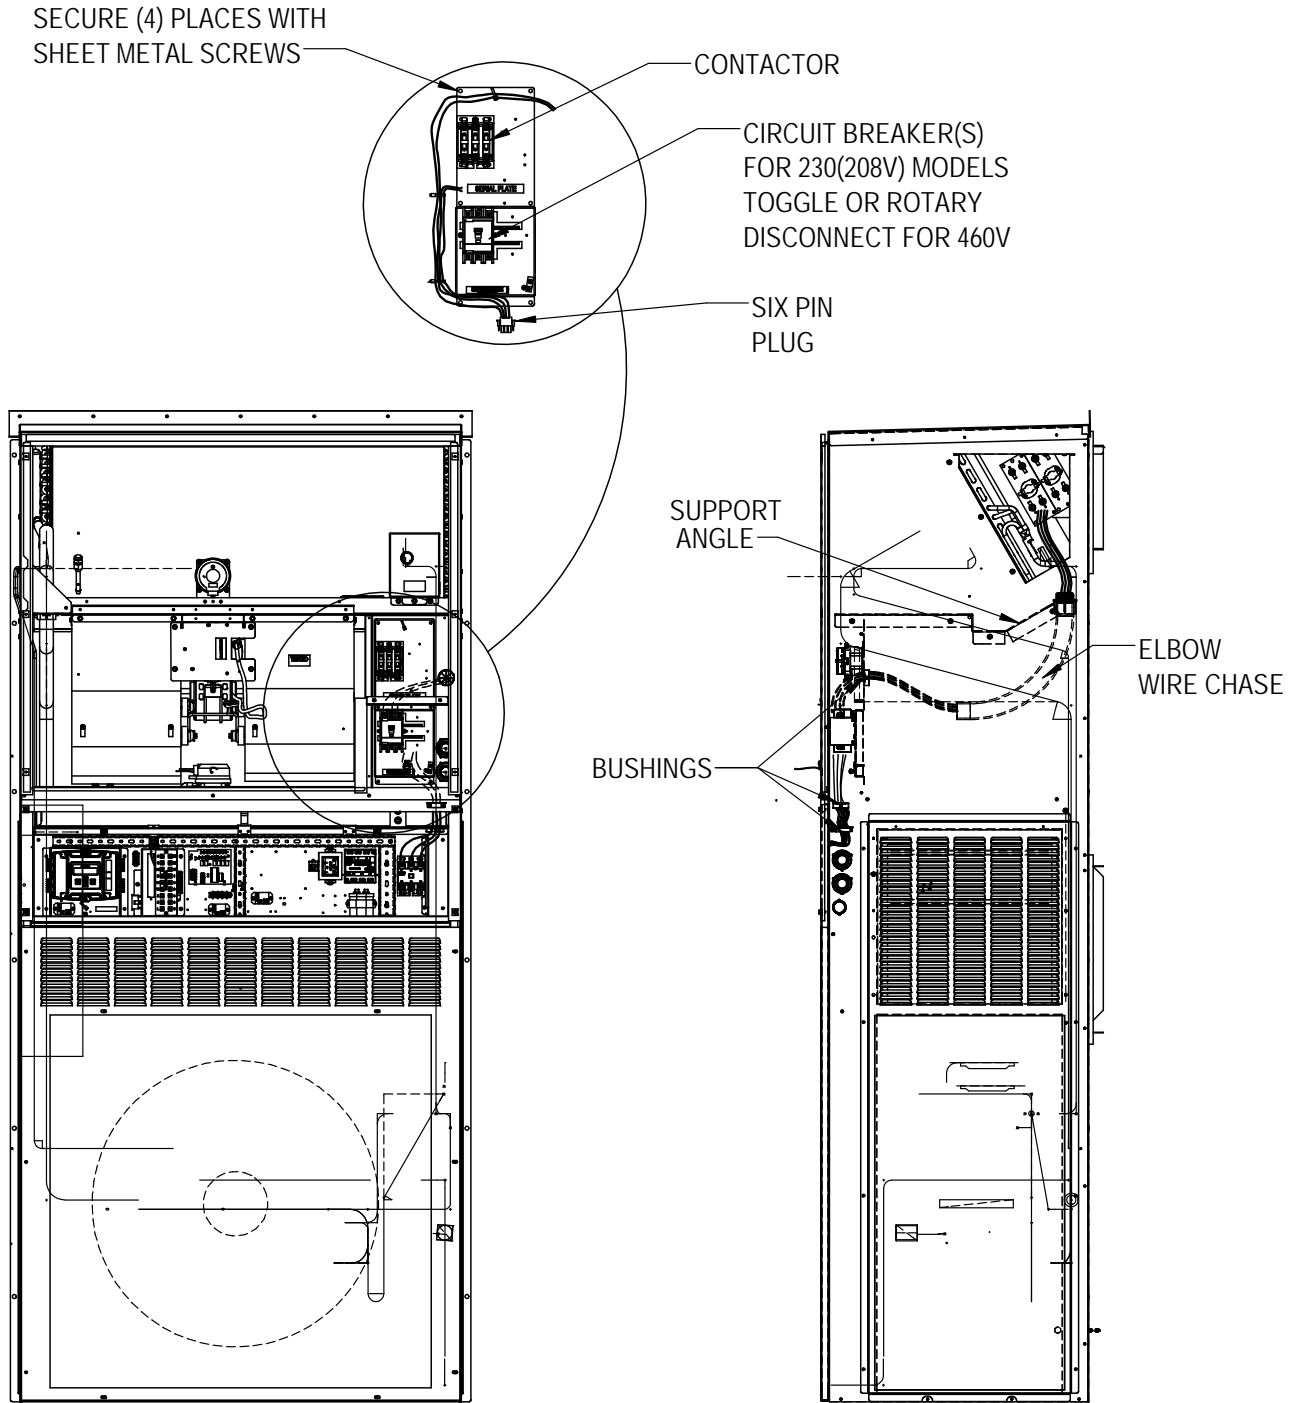 SECURE (4) PLACES WITH
SHEET METAL SCREWS
CONTACTOR
CIRCUIT BREAKER(S)
FOR 230(208V) MODELS
TOGGLE OR ROTARY
DISCONNECT FOR 460V
SERIAL PLATE
SIX PIN
PLUG
SUPPORT
ANGLE
ELBOW
WIRE CHASE
BUSHINGS